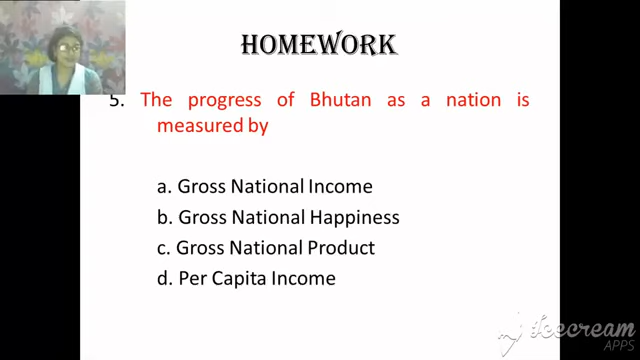 HOMEWORK
5. The progress of Bhutan as a nation is
measured by
a. Gross National Income
b. Gross National Happiness
c. Gross National Product
d. Per Capita Income
Icecream
APPS